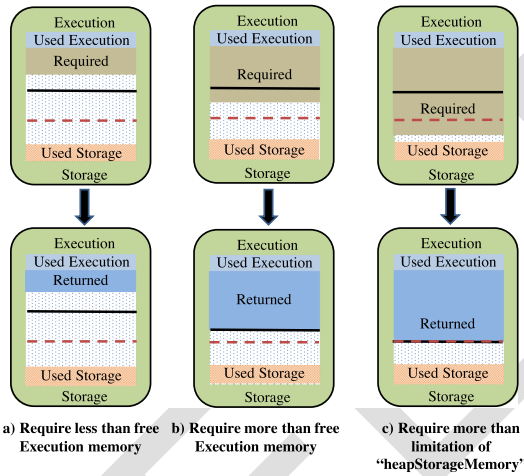 Execution
Used Execution
Required
Used Storage
Storage
Execution
Used Execution
Required
Used Storage
Storage
Execution
Used Execution
Required
Used Storage
Storage
Execution
Used Execution
Returned
Used Storage
Storage
Execution
Used Execution
Returned
Used Storage
Storage
Execution
Used Execution
Returned
Used Storage
Storage
a) Require less than free
Execution memory
b) Require more than free
Execution memory
c) Require more than
limitation of
“heapStorageMemory’